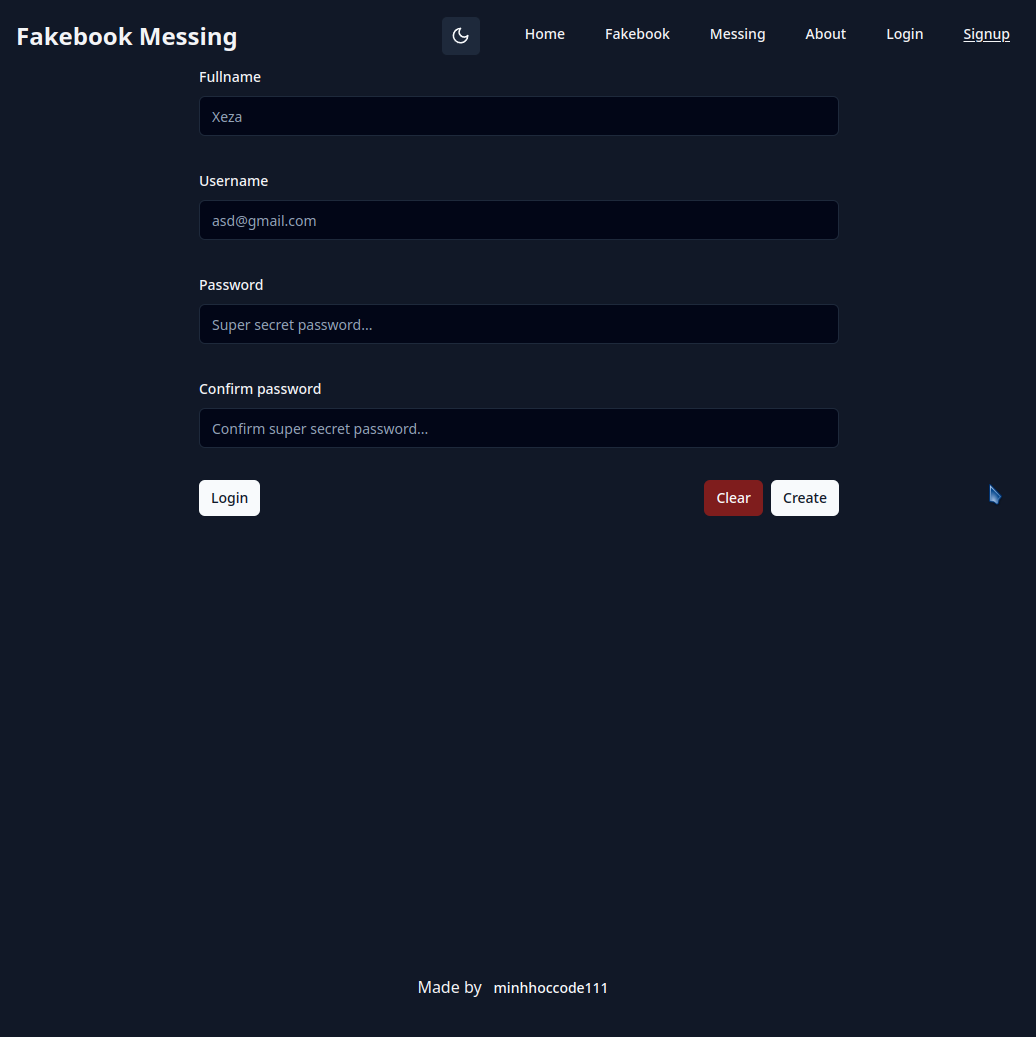 Fakebook Messing
Home Fakebook Messing About Login Signup
Fullname
Xeza
Username
asd@gmail.com
Password
Super secret password...
Confirm password
Confirm super secret password...
Login Clear Create
Made by minhhoccode111